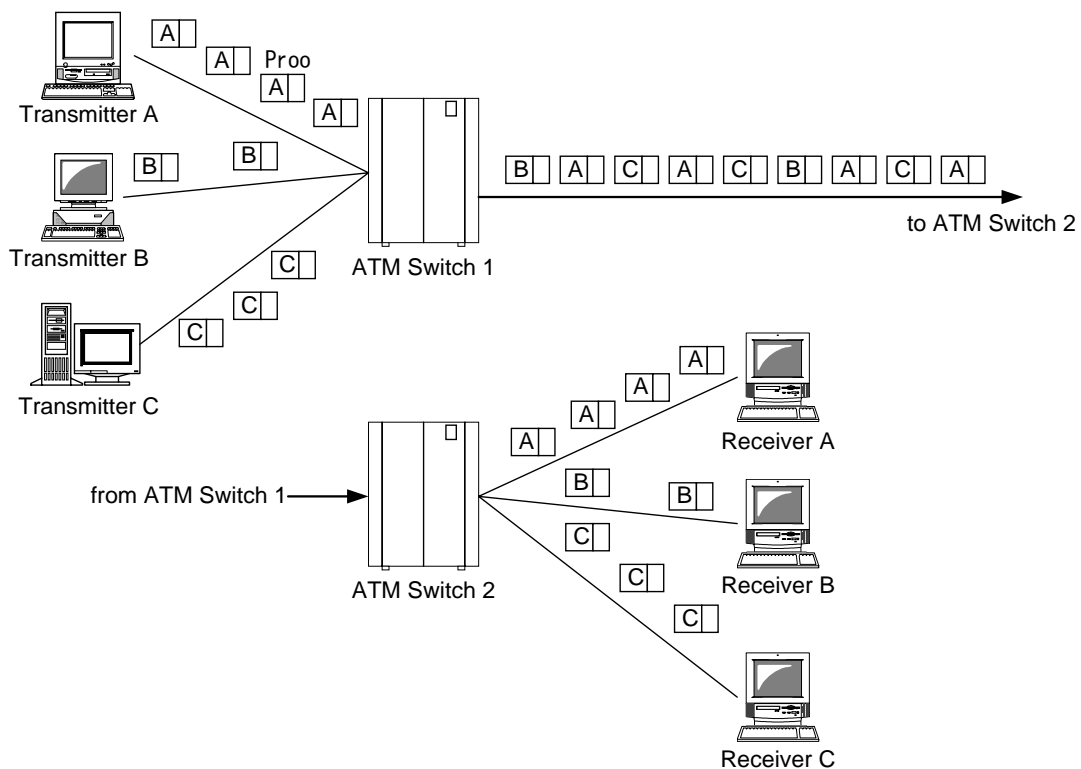 A
A Proo
A
A
Transmitter A
B B
Transmitter B
C
C
C
Transmitter C
ATM Switch 1
B A C A C B A C A
to ATM Switch 2
from ATM Switch 1
ATM Switch 2
A
A
A
A
Receiver A
B B
Receiver B
C
C
C
Receiver C